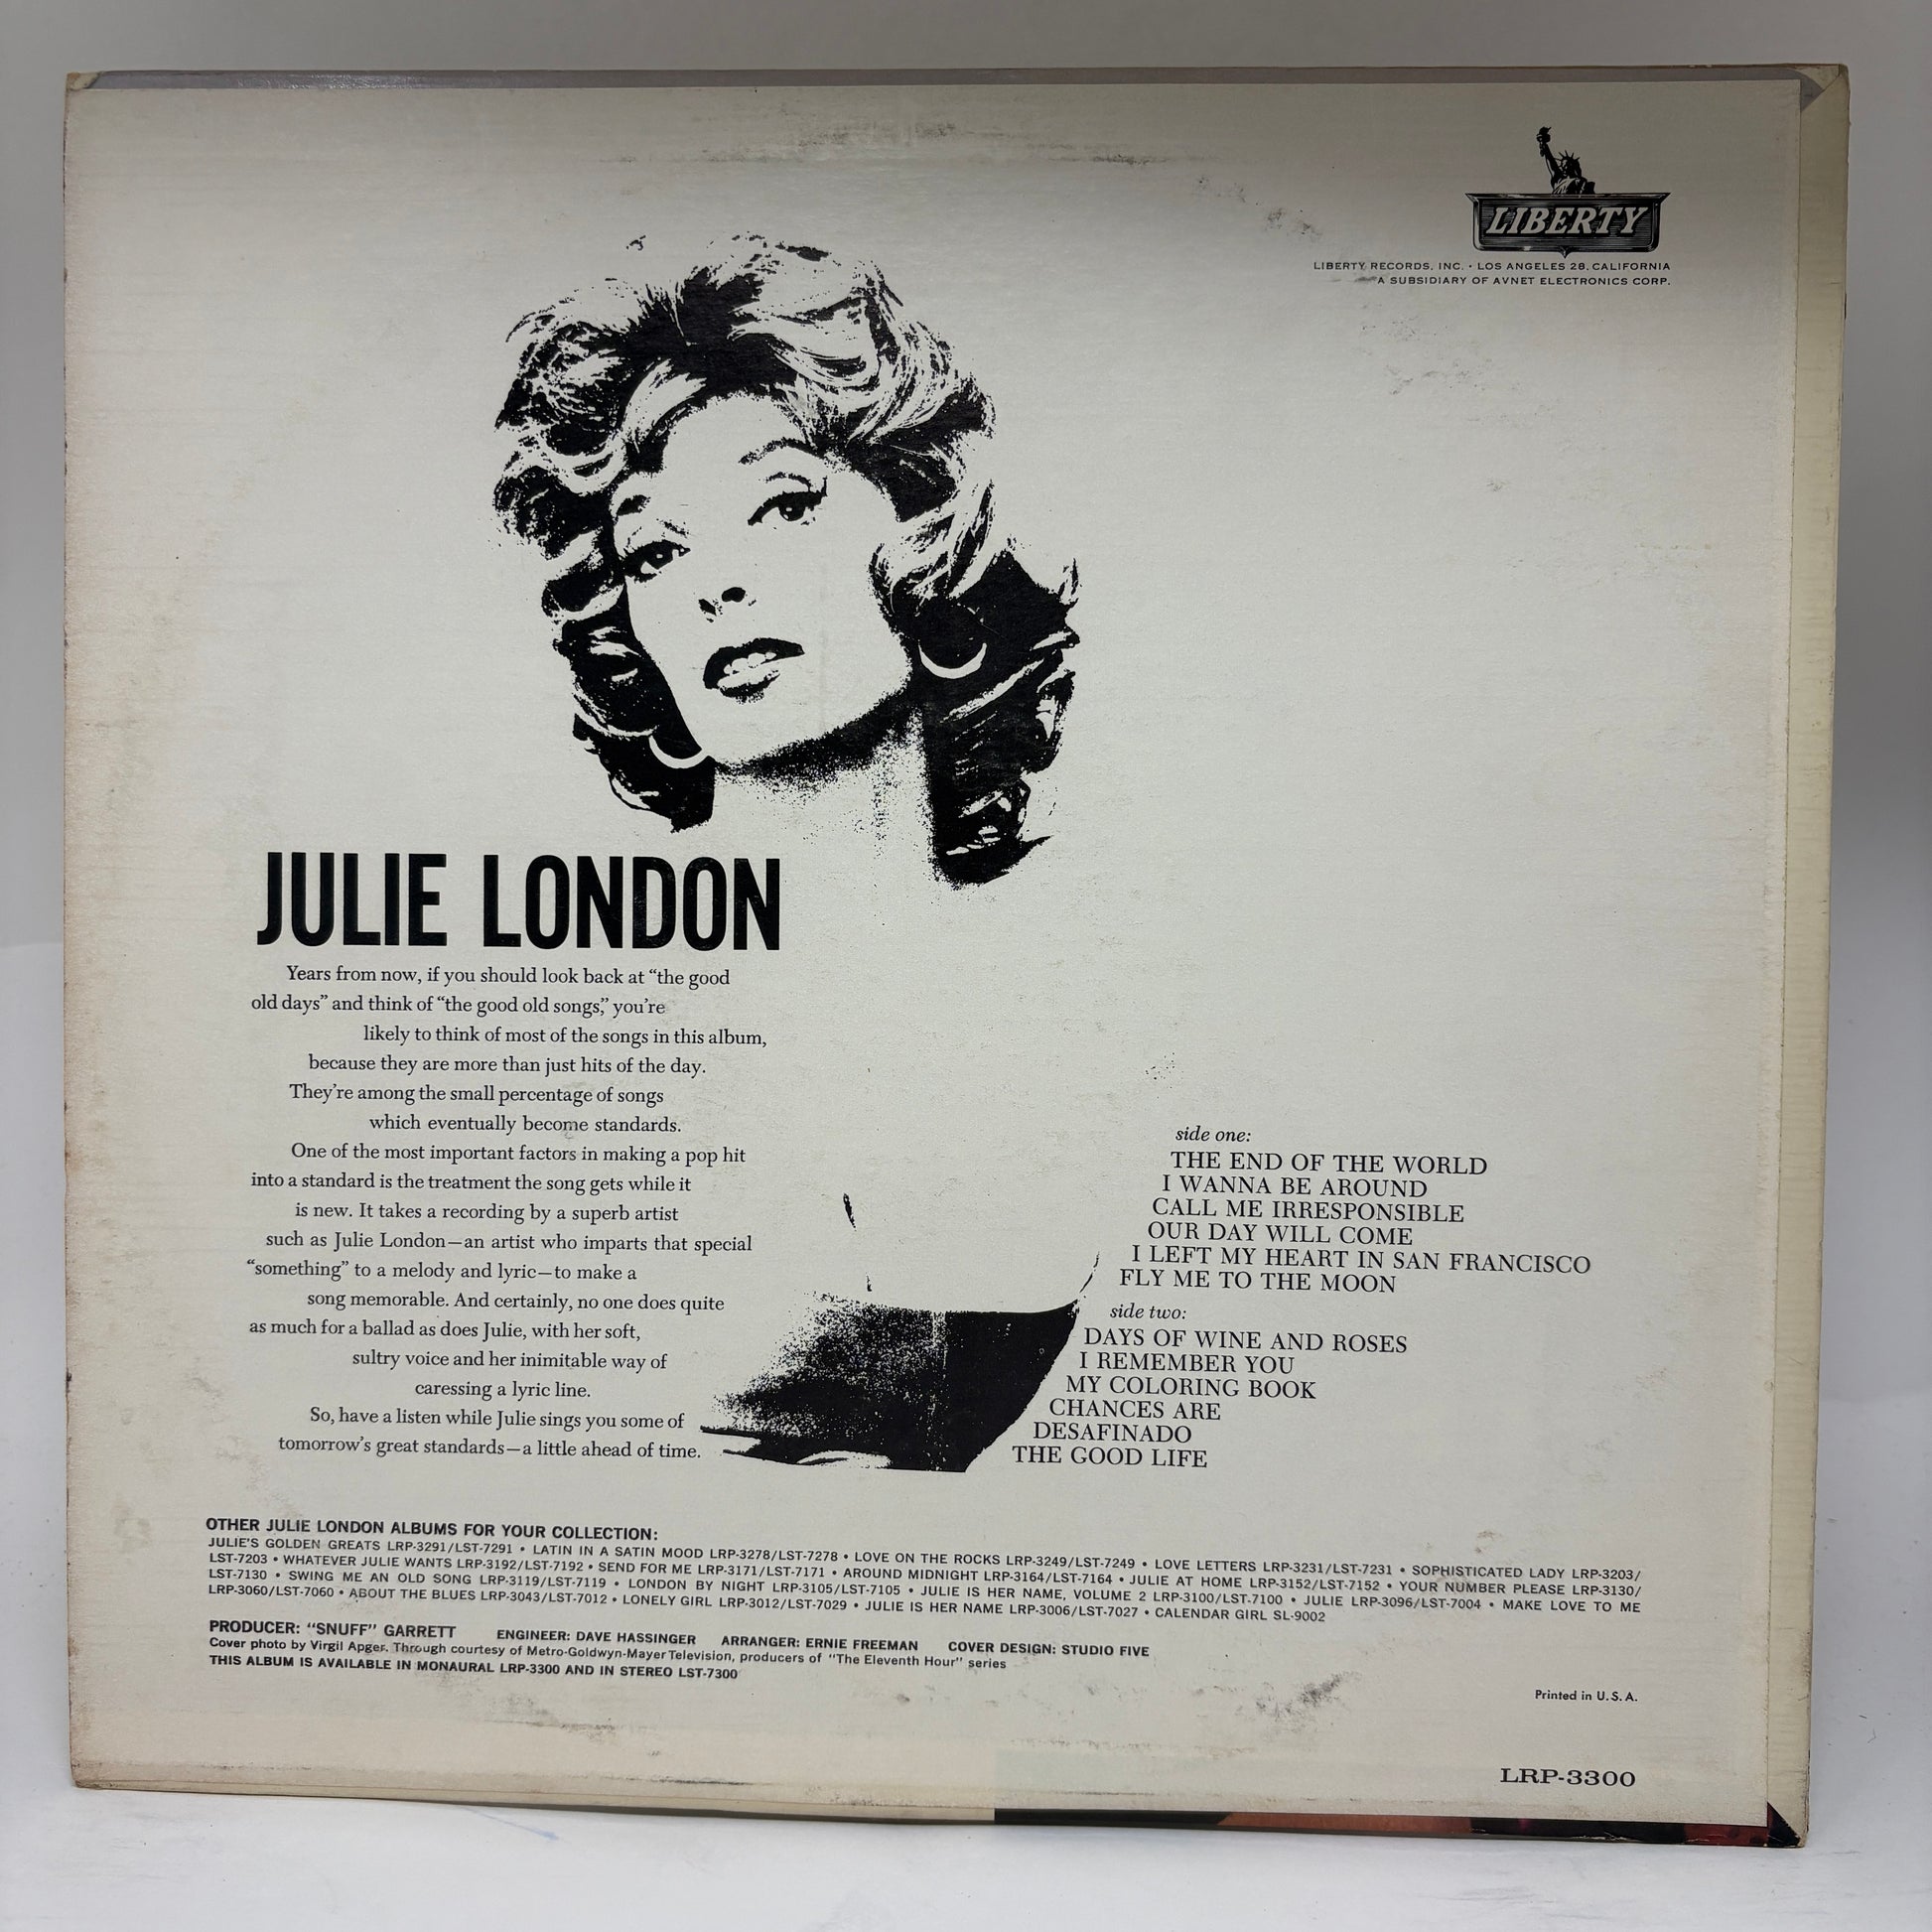 LIBERTY
LIBERTY RECORDS, INC. • LOS ANGELES 28, CALIFORNIA
A SUBSIDIARY OF AVNET ELECTRONICS CORP.
JULIE LONDON
Years from now, if you should look back at “the good
old days” and think of “the good old songs,” you’re
likely to think of most of the songs in this album,
because they are more than just hits of the day.
They’re among the small percentage of songs
which eventually become standards.
One of the most important factors in making a pop hit
into a standard is the treatment the song gets while it
is new. It takes a recording by a superb artist
such as Julie London—an artist who imparts that special
“something” to a melody and lyric—to make a
song memorable. And certainly, no one does quite
as much for a ballad as does Julie, with her soft,
sultry voice and her inimitable way of
caressing a lyric line.
So, have a listen while Julie sings you some of
tomorrow’s great standards—a little ahead of time.
side one:
THE END OF THE WORLD
I WANNA BE AROUND
CALL ME IRRESPONSIBLE
OUR DAY WILL COME
I LEFT MY HEART IN SAN FRANCISCO
FLY ME TO THE MOON
side two:
DAYS OF WINE AND ROSES
I REMEMBER YOU
MY COLORING BOOK
CHANCES ARE
DESAFINADO
THE GOOD LIFE
OTHER JULIE LONDON ALBUMS FOR YOUR COLLECTION:
JULIE'S GOLDEN GREATS LRP-3291/LST-7291 • LATIN IN A SATIN MOOD LRP-3278/LST-7278 • LOVE ON THE ROCKS LRP-3249/LST-7249 • LOVE LETTERS LRP-3231/LST-7231 • SOPHISTICATED LADY LRP-3203/
LST-7203 • WHATEVER JULIE WANTS LRP-3192/LST-7192 • SEND FOR ME LRP-3171/LST-7171 • AROUND MIDNIGHT LRP-3164/LST-7164 • JULIE AT HOME LRP-3152/LST-7152 • YOUR NUMBER PLEASE LRP-3130/
LST-7130 • SWING ME AN OLD SONG LRP-3119/LST-7119 • LONDON BY NIGHT LRP-3105/LST-7105 • JULIE IS HER NAME, VOLUME 2 LRP-3100/LST-7100 • JULIE LRP-3096/LST-7004 • MAKE LOVE TO ME
LRP-3060/LST-7060 • ABOUT THE BLUES LRP-3043/LST-7012 • LONELY GIRL LRP-3012/LST-7029 • JULIE IS HER NAME LRP-3006/LST-7027 • CALENDAR GIRL SL-9002
PRODUCER: "SNUFF" GARRETT ENGINEER: DAVE HASSINGER ARRANGER: ERNIE FREEMAN COVER DESIGN: STUDIO FIVE
Cover photo by Virgil Apger. Through courtesy of Metro-Goldwyn-Mayer Television, producers of "The Eleventh Hour" series
THIS ALBUM IS AVAILABLE IN MONAURAL LRP-3300 AND IN STEREO LST-7300
Printed in U. S. A.
LRP-3300